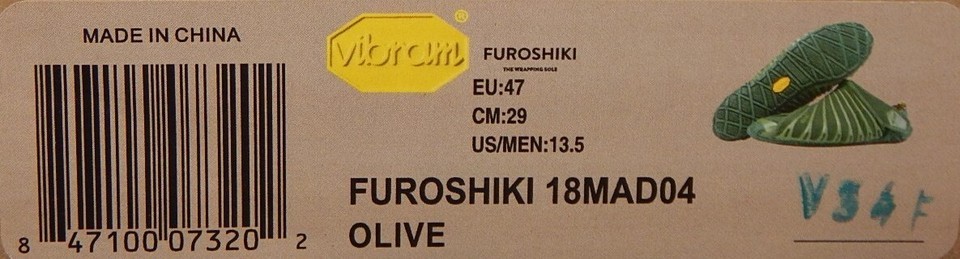 MADE IN CHINA
8 47100 07320 2
vibram®
FUROSHIKI
THE WRAPPING SOLE
EU:47
CM:29
US/MEN:13.5
FUROSHIKI 18MAD04
OLIVE